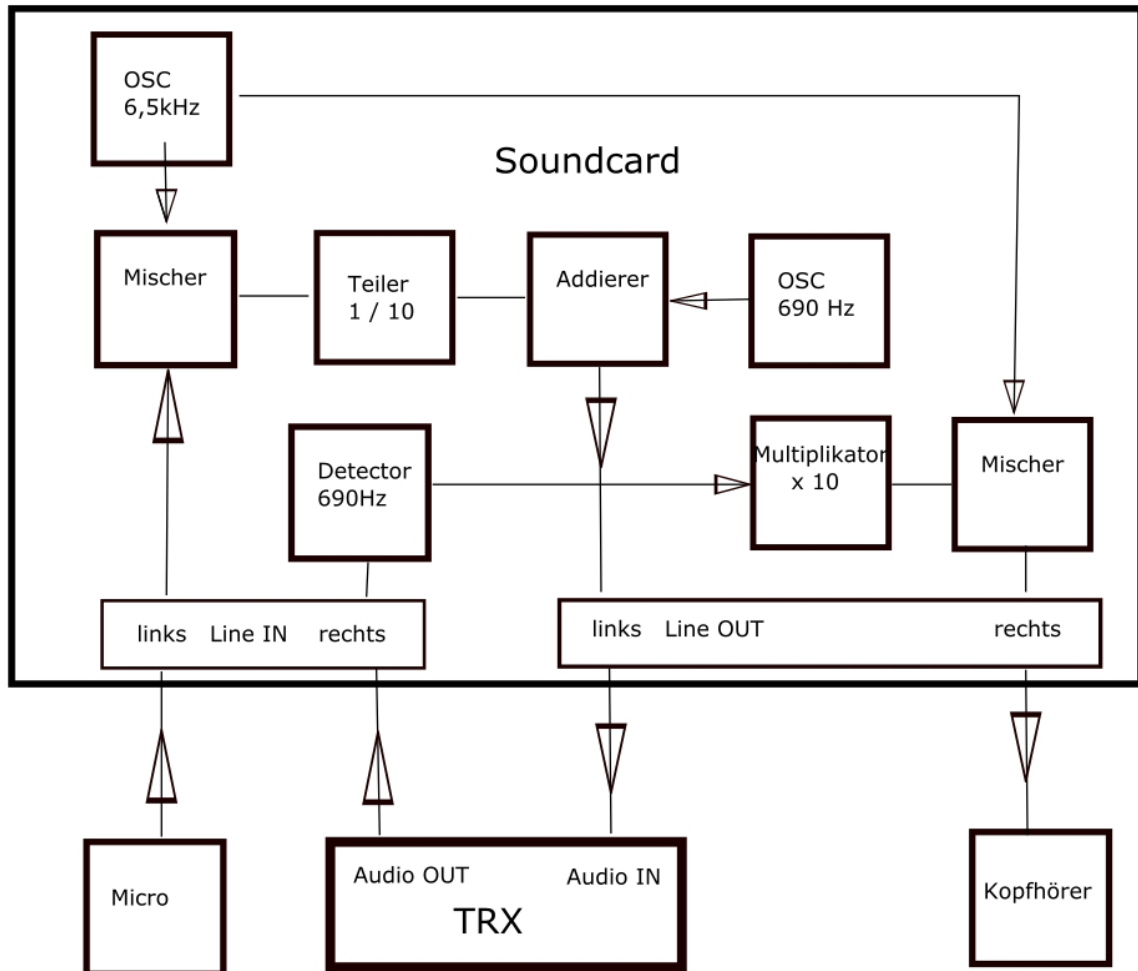 OSC
6,5kHz
Soundcard
Mischer
Teiler
1 / 10
Addierer
OSC
690 Hz
Detector
690Hz
Multiplikator
x 10
Mischer
links Line IN rechts
links Line OUT rechts
Micro
Audio OUT Audio IN
TRX
Kopfhörer